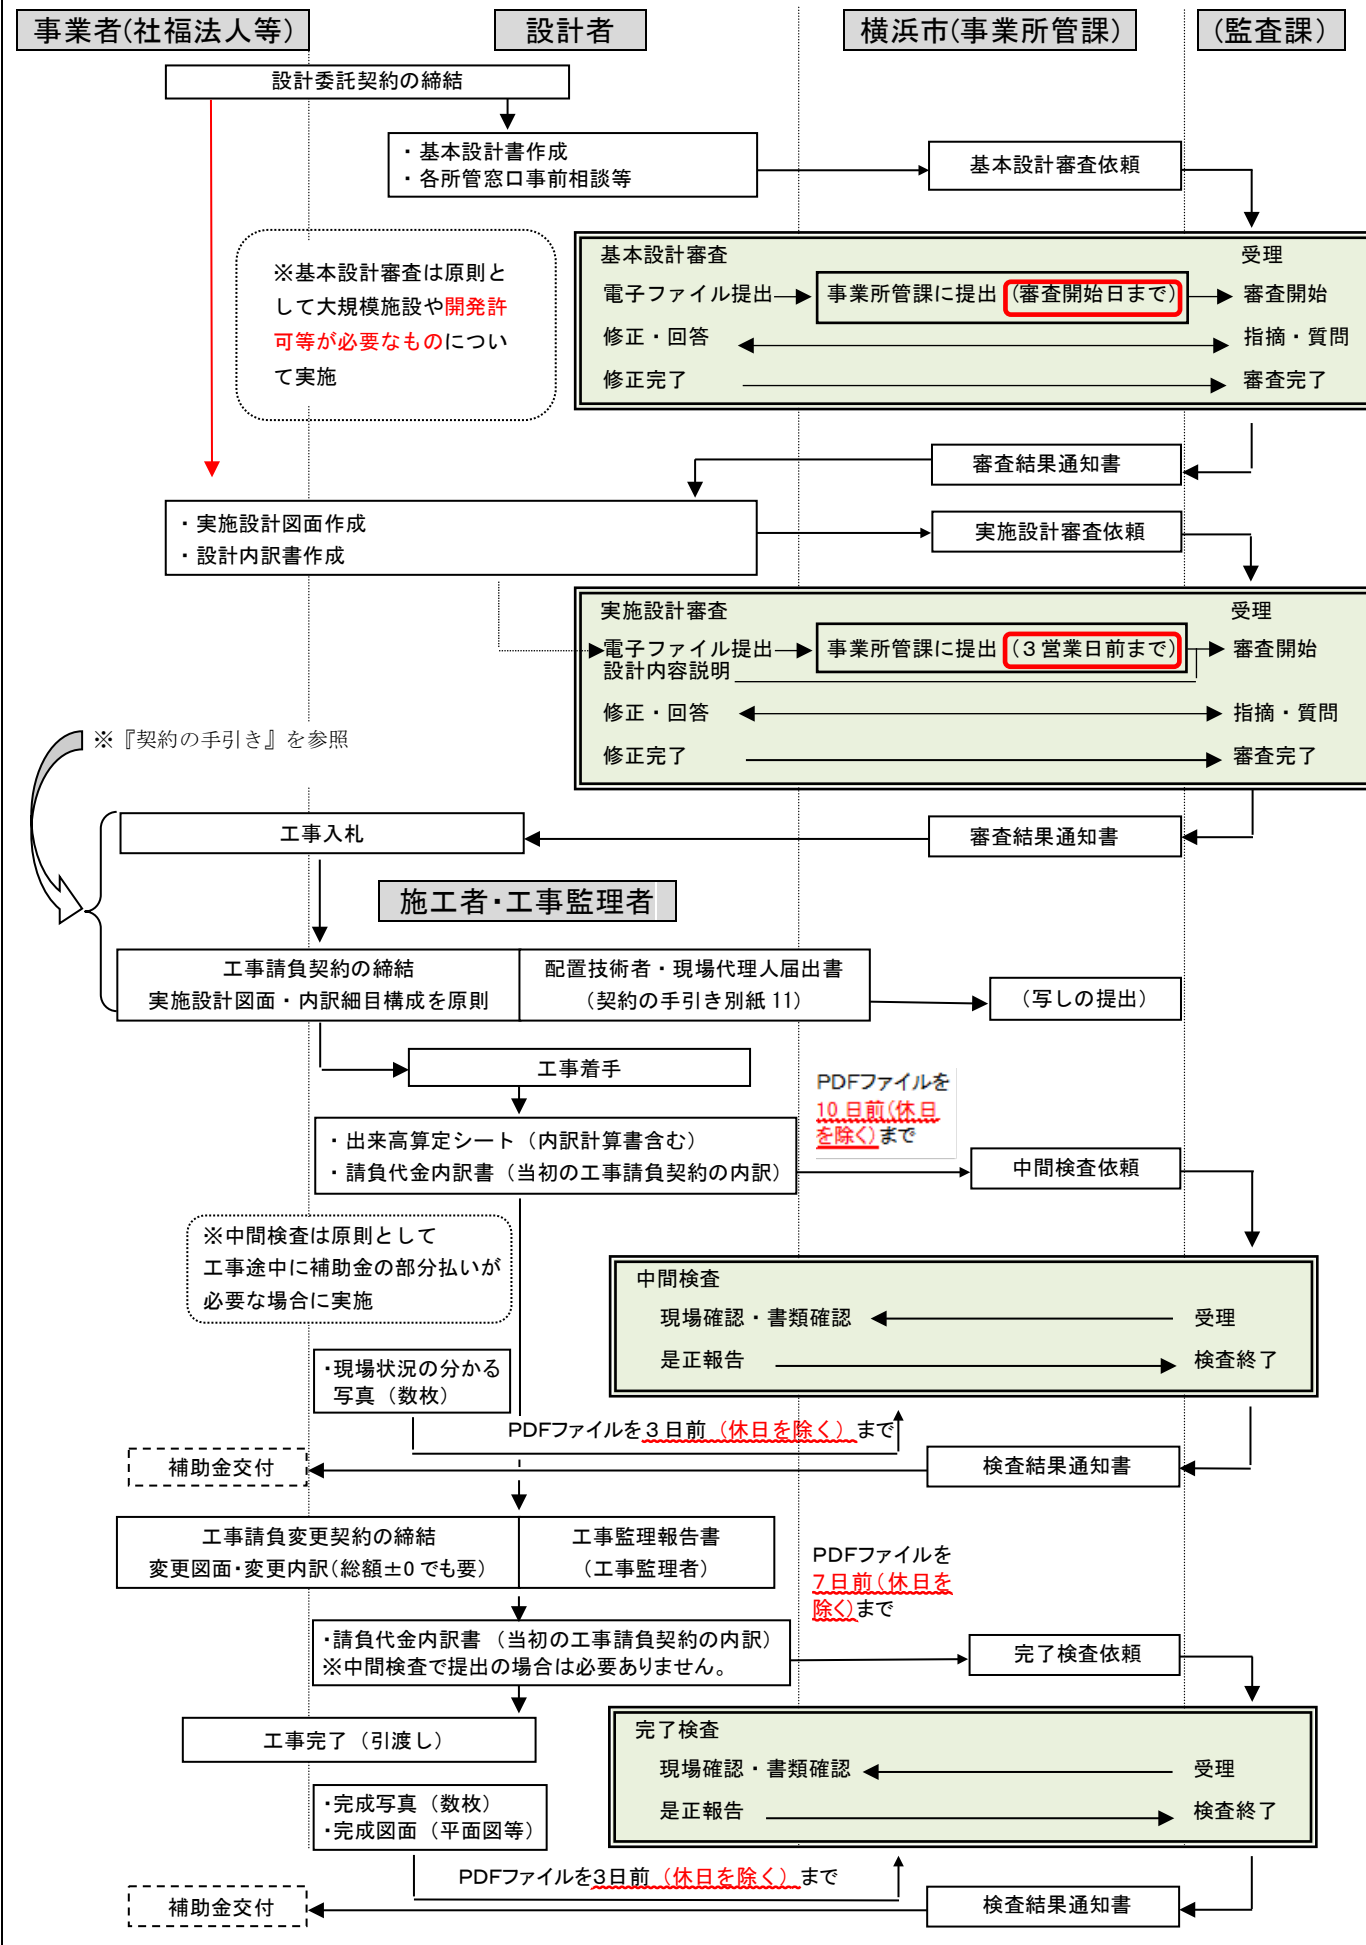 事業者(社福法人等)
設計者
横浜市(事業所管課)
(監査課)
設計委託契約の締結
・基本設計書作成
・各所管窓口事前相談等
基本設計審査依頼
※基本設計審査は原則と
して大規模施設や開発許
可等が必要なものについ
て実施
基本設計審査
受理
電子ファイル提出
事業所管課に提出 (審査開始日まで)
審査開始
修正・回答
指摘・質問
修正完了
審査完了
審査結果通知書
・実施設計図面作成
・設計内訳書作成
実施設計審査依頼
実施設計審査
受理
電子ファイル提出
事業所管課に提出 (3営業日前まで)
審査開始
設計内容説明
修正・回答
指摘・質問
修正完了
審査完了
※『契約の手引き』を参照
工事入札
審査結果通知書
施工者・工事監理者
工事請負契約の締結
実施設計図面・内訳細目構成を原則
配置技術者・現場代理人届出書
(契約の手引き別紙11)
(写しの提出)
工事着手
PDFファイルを
10日前(休日
を除く)まで
・出来高算定シート(内訳計算書含む)
・請負代金内訳書(当初の工事請負契約の内訳)
中間検査依頼
※中間検査は原則として
工事途中に補助金の部分払いが
必要な場合に実施
中間検査
現場確認・書類確認
受理
是正報告
検査終了
・現場状況の分かる
写真(数枚)
PDFファイルを3日前(休日を除く)まで
補助金交付
検査結果通知書
工事請負変更契約の締結
変更図面・変更内訳(総額±0でも要)
工事監理報告書
(工事監理者)
PDFファイルを
7日前(休日を
除く)まで
・請負代金内訳書(当初の工事請負契約の内訳)
※中間検査で提出の場合は必要ありません。
完了検査依頼
工事完了(引渡し)
完了検査
現場確認・書類確認
受理
是正報告
検査終了
・完成写真(数枚)
・完成図面(平面図等)
PDFファイルを3日前(休日を除く)まで
補助金交付
検査結果通知書